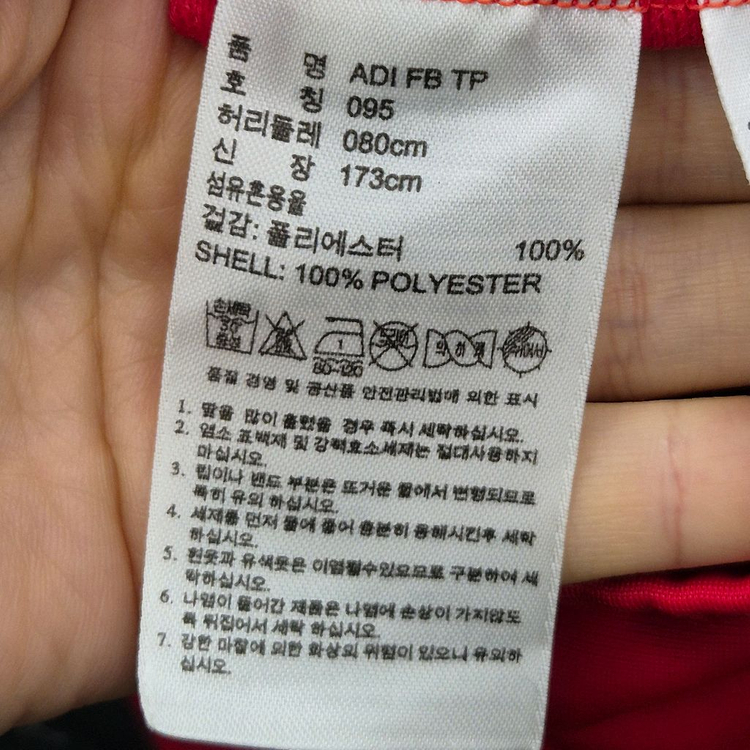 품 명 ADI FB TP
호 칭 095
허리둘레 080cm
신 장 173cm
섬유혼용율
겉감: 폴리에스터 100%
SHELL: 100% POLYESTER
손세탁 30 중성
1
80~120
품질 경영 및 공산품 안전관리법에 의한 표시
1. 땀을 많이 흘렸을 경우 즉시 세탁하십시오.
2. 염소 표백제 및 강력효소세제는 절대사용하지
마십시오.
3. 립이나 밴드 부분은 뜨거운 물에서 변형되므로
특히 유의 하십시오.
4. 세제를 먼저 물에 풀어 충분히 용해시킨후 세탁
하십시오.
5. 흰옷과 유색옷은 이염될수있으므로 구분하여 세
탁하십시오.
6. 나염이 들어간 제품은 나염에 손상이 가지않도
록 뒤집어서 세탁 하십시오.
7. 강한 마찰에 의한 화상의 위험이 있으니 유의하
십시오.